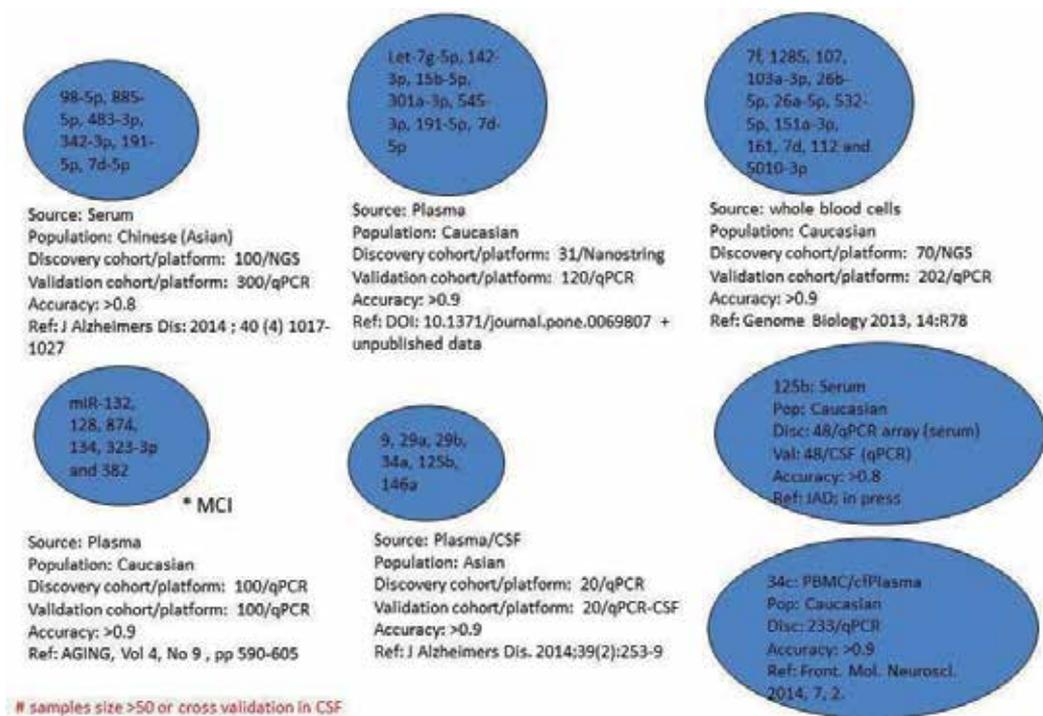 98-5p, 885-
5p, 483-3p,
342-3p, 191-
5p, 7d-5p
Source: Serum
Population: Chinese (Asian)
Discovery cohort/platform: 100/NGS
Validation cohort/platform: 300/qPCR
Accuracy: >0.8
Ref: J Alzheimers Dis: 2014 ; 40 (4) 1017-
1027
Let-7g-5p, 142-
3p, 15b-5p,
301a-3p, 545-
3p, 191-5p, 7d-
5p
Source: Plasma
Population: Caucasian
Discovery cohort/platform: 31/Nanostring
Validation cohort/platform: 120/qPCR
Accuracy: >0.9
Ref: DOI: 10.1371/journal.pone.0069807 +
unpublished data
7f, 1285, 107,
103a-3p, 26b-
5p, 26a-5p, 532-
5p, 151a-3p,
161, 7d, 112 and
5010-3p
Source: whole blood cells
Population: Caucasian
Discovery cohort/platform: 70/NGS
Validation cohort/platform: 202/qPCR
Accuracy: >0.9
Ref: Genome Biology 2013, 14:R78
miR-132,
128, 874,
134, 323-3p
and 382
* MCI
Source: Plasma
Population: Caucasian
Discovery cohort/platform: 100/qPCR
Validation cohort/platform: 100/qPCR
Accuracy: >0.9
Ref: AGING, Vol 4, No 9 , pp 590-605
9, 29a, 29b,
34a, 125b,
146a
Source: Plasma/CSF
Population: Asian
Discovery cohort/platform: 20/qPCR
Validation cohort/platform: 20/qPCR-CSF
Accuracy: >0.9
Ref: J Alzheimers Dis. 2014;39(2):253-9
125b: Serum
Pop: Caucasian
Disc: 48/qPCR array (serum)
Val: 48/CSF (qPCR)
Accuracy: >0.8
Ref: JAD; in press
34c: PBMC/cfPlasma
Pop: Caucasian
Disc: 233/qPCR
Accuracy: >0.9
Ref: Front. Mol. Neurosci.
2014, 7, 2.
# samples size >50 or cross validation in CSF